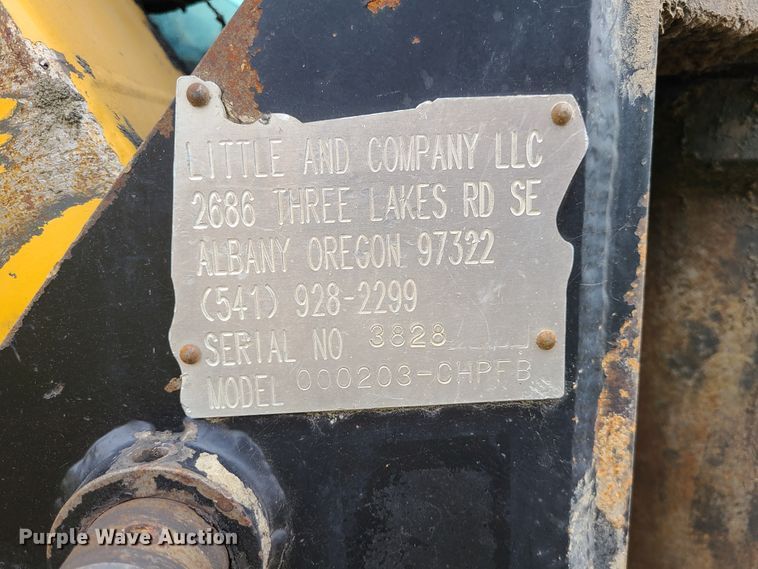 LITTLE AND COMPANY LLC
2686 THREE LAKES RD SE
ALBANY OREGON 97322
(541) 928-2299
SERIAL NO 3828
MODEL 000203-CHPFB
Purple Wave Auction